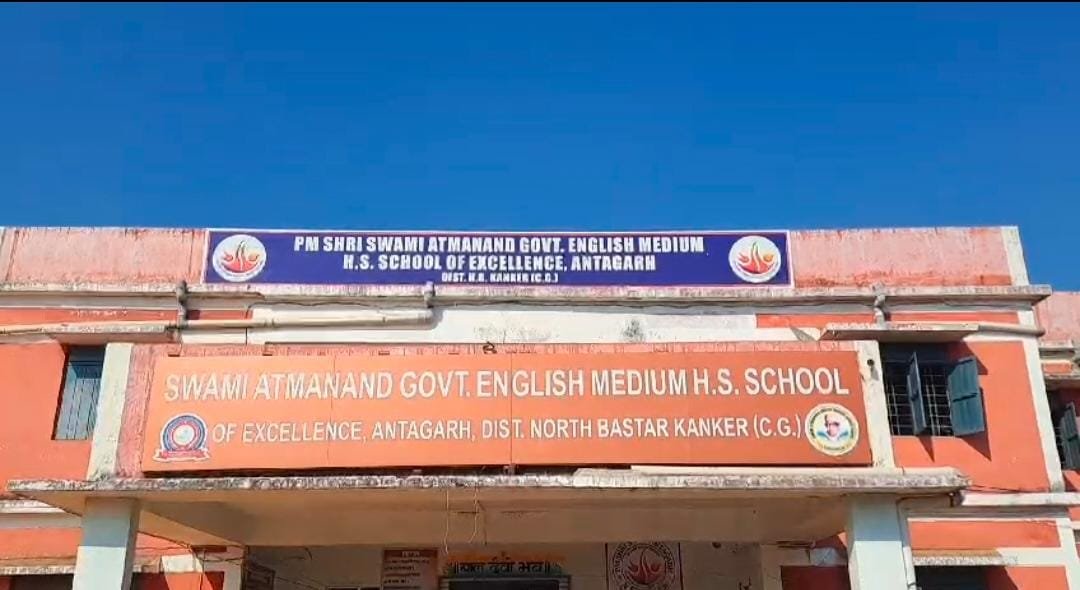 PM SHRI SWAMI ATMANAND GOVT. ENGLISH MEDIUM
H.S. SCHOOL OF EXCELLENCE, ANTAGARH
DIST. N.B. KANKER (C.G.)
SWAMI ATMANAND GOVT. ENGLISH MEDIUM H.S. SCHOOL
OF EXCELLENCE, ANTAGARH, DIST. NORTH BASTAR KANKER (C.G.)
देवो भवः॥